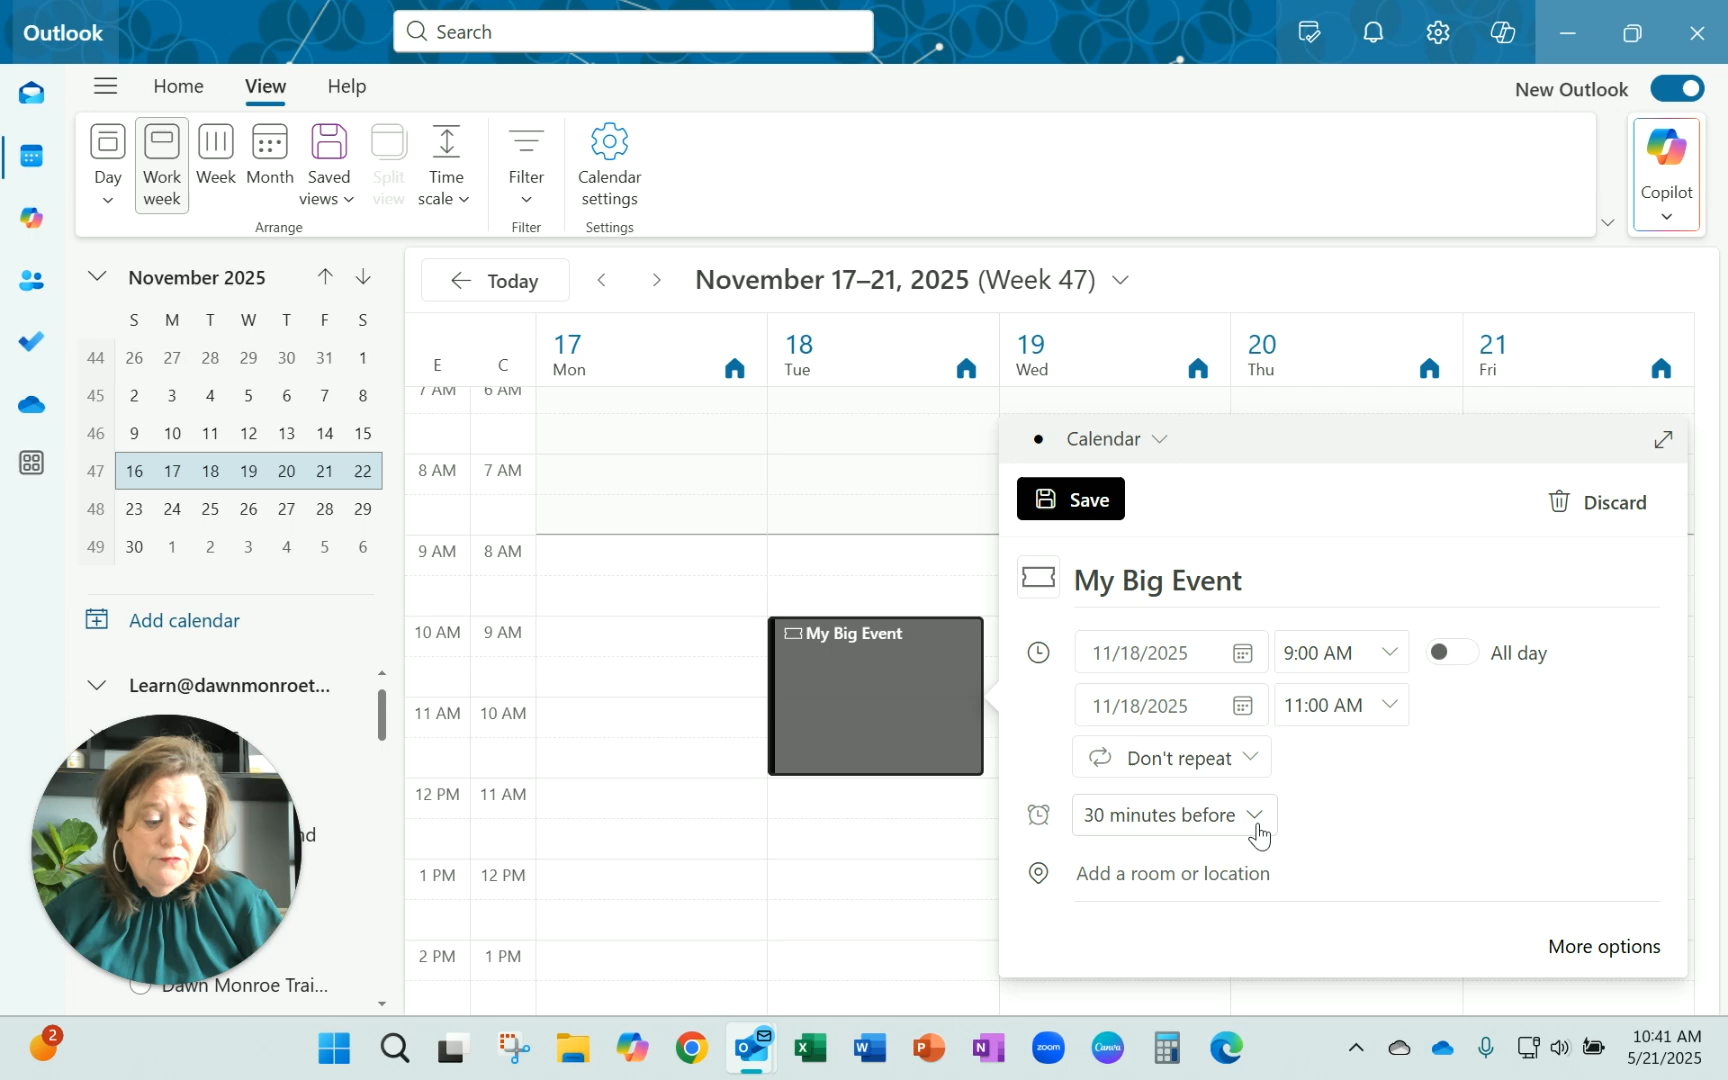 Outlook
Search
Home
View
Help
New Outlook
Day
Work
week
Week
Month
Saved
views
Split
view
Time
scale
Filter
Calendar
settings
Arrange
Filter
Settings
Copilot
November 2025
S M T W T F S
44 26 27 28 29 30 31 1
45 2 3 4 5 6 7 8
46 9 10 11 12 13 14 15
47 16 17 18 19 20 21 22
48 23 24 25 26 27 28 29
49 30 1 2 3 4 5 6
Add calendar
Learn@dawnmonroet...
nd
Dawn Monroe Trai...
Today
November 17–21, 2025 (Week 47)
E C
17
Mon
18
Tue
19
Wed
20
Thu
21
Fri
7 AM 6 AM
8 AM 7 AM
9 AM 8 AM
10 AM 9 AM
11 AM 10 AM
12 PM 11 AM
1 PM 12 PM
2 PM 1 PM
My Big Event
Calendar
Save
Discard
My Big Event
11/18/2025 9:00 AM All day
11/18/2025 11:00 AM
Don't repeat
30 minutes before
Add a room or location
More options
2
zoom
Canva
10:41 AM
5/21/2025